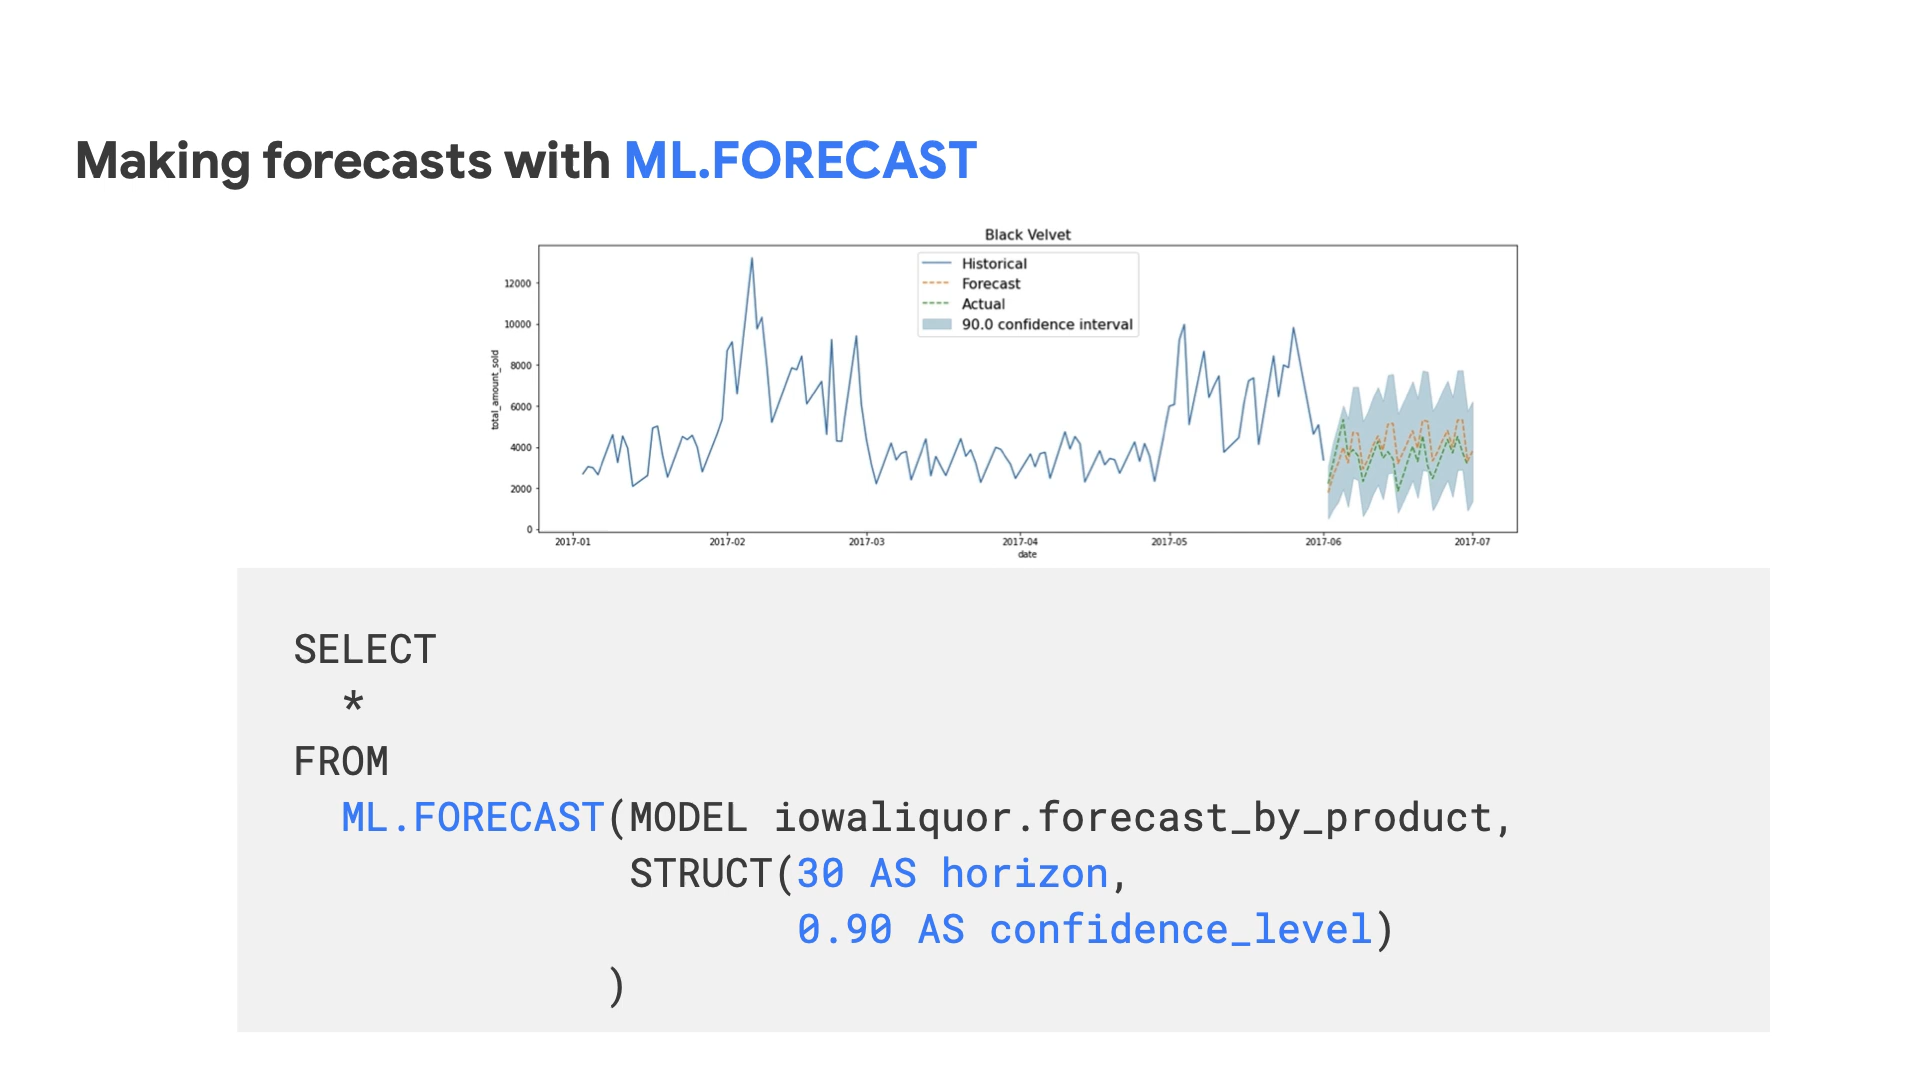 Making forecasts with ML.FORECAST
Black Velvet
Historical
Forecast
Actual
90.0 confidence interval
total_amount_sold
12000
10000
8000
6000
4000
2000
0
2017-01 2017-02 2017-03 2017-04 2017-05 2017-06 2017-07
date
SELECT
*
FROM
ML.FORECAST(MODEL iowaliquor.forecast_by_product,
STRUCT(30 AS horizon,
0.90 AS confidence_level)
)